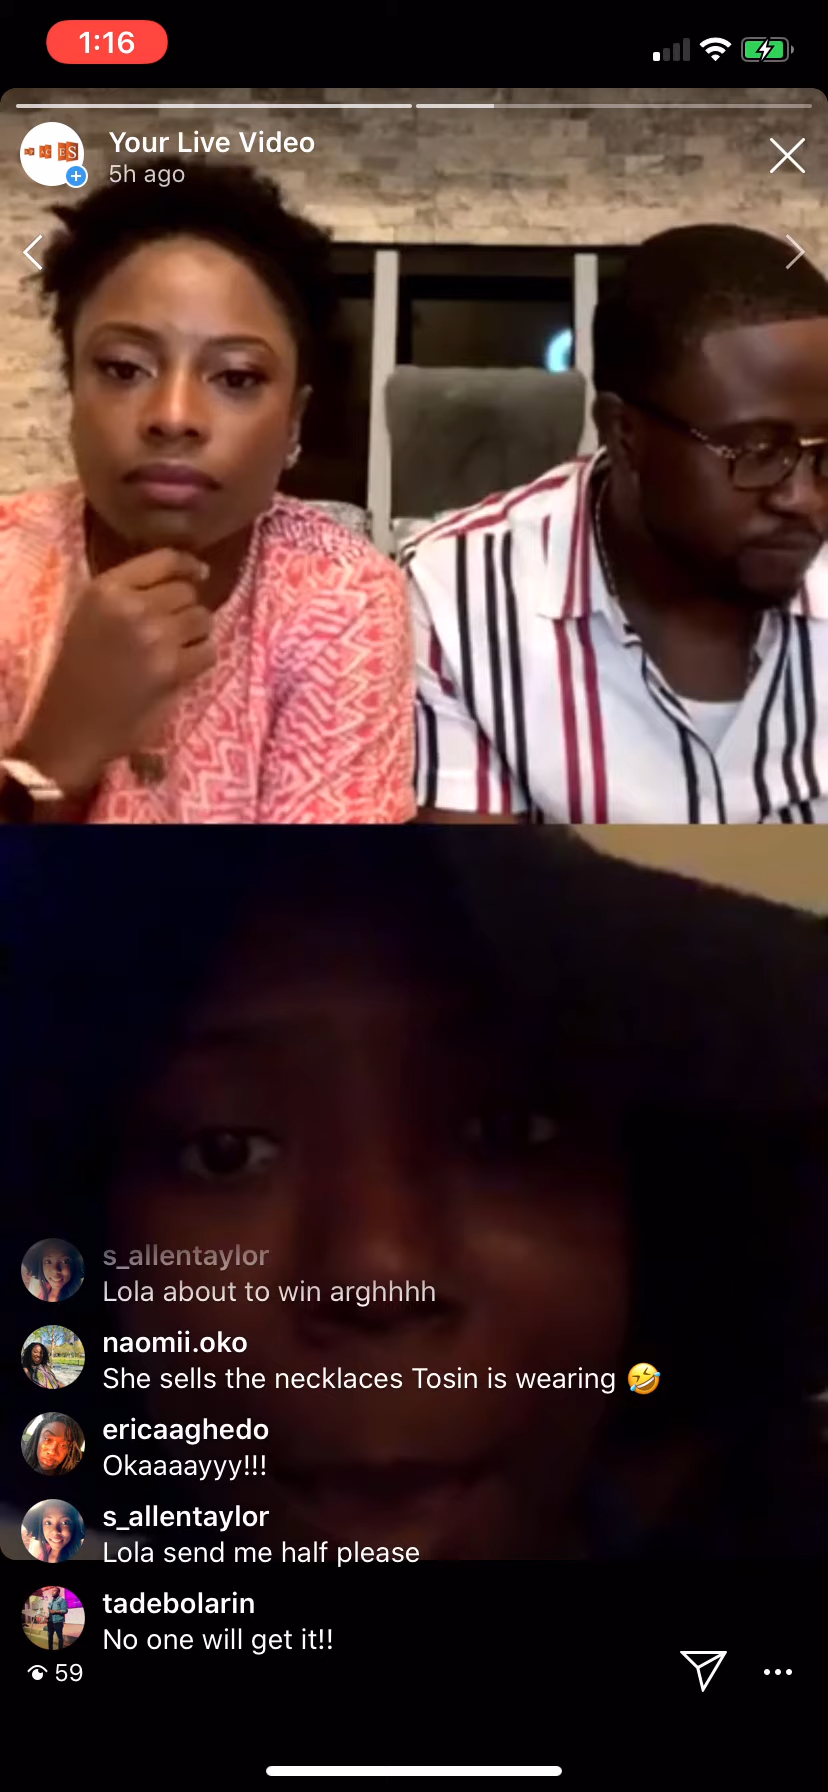 1:16
Your Live Video
5h ago
s_allentaylor
Lola about to win arghhhh
naomii.oko
She sells the necklaces Tosin is wearing 🤣
ericaaghedo
Okaaaayyy!!!
s_allentaylor
Lola send me half please
tadebolarin
No one will get it!!
59